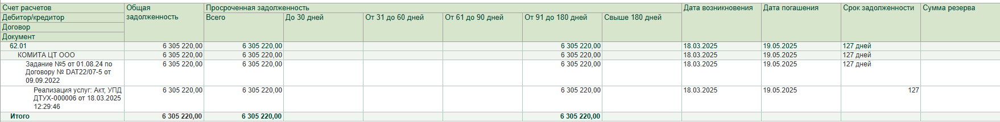 Счет расчетов Общая задолженность Просроченная задолженность Дата возникновения Дата погашения Срок задолженности Сумма резерва
Дебитор/кредитор Всего До 30 дней От 31 до 60 дней От 61 до 90 дней От 91 до 180 дней Свыше 180 дней
Договор
Документ
62.01 6 305 220,00 6 305 220,00 6 305 220,00 18.03.2025 19.05.2025 127 дней
КОМИТА ЦТ ООО 6 305 220,00 6 305 220,00 6 305 220,00 18.03.2025 19.05.2025 127 дней
Задание №5 от 01.08.24 по 6 305 220,00 6 305 220,00 6 305 220,00 18.03.2025 19.05.2025 127 дней
Договору № DAT22/07-5 от
09.09.2022
Реализация услуг: Акт, УПД 6 305 220,00 6 305 220,00 6 305 220,00 18.03.2025 19.05.2025 127
ДТУХ-000006 от 18.03.2025
12:29:46
Итого 6 305 220,00 6 305 220,00 6 305 220,00